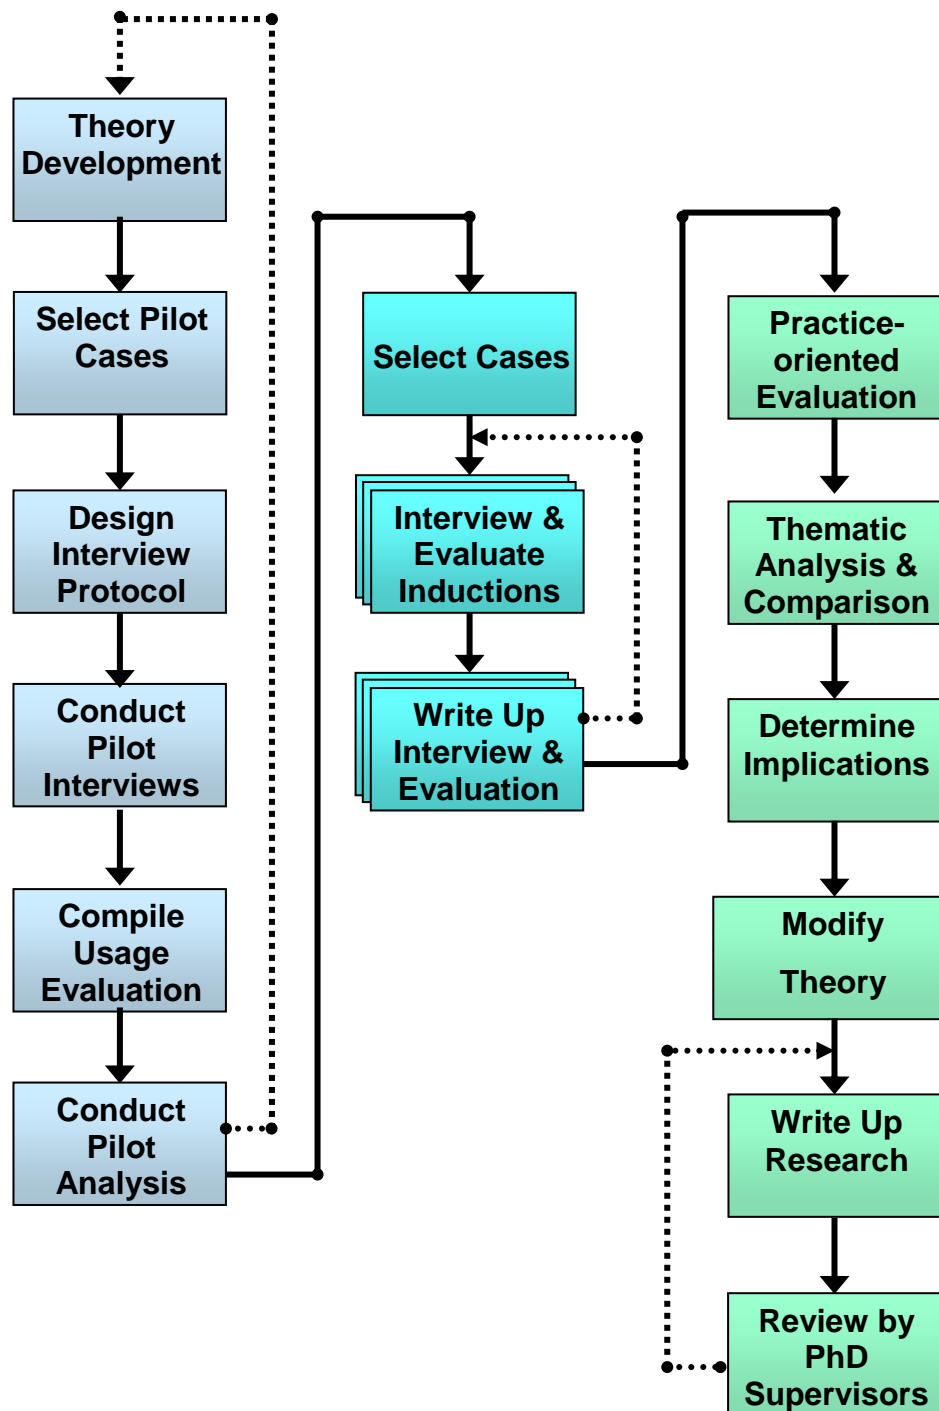 Theory
Development
Select Pilot
Cases
Design
Interview
Protocol
Conduct
Pilot
Interviews
Compile
Usage
Evaluation
Conduct
Pilot
Analysis
Select Cases
Interview &
Evaluate
Inductions
Write Up
Interview &
Evaluation
Practice-
oriented
Evaluation
Thematic
Analysis &
Comparison
Determine
Implications
Modify
Theory
Write Up
Research
Review by
PhD
Supervisors